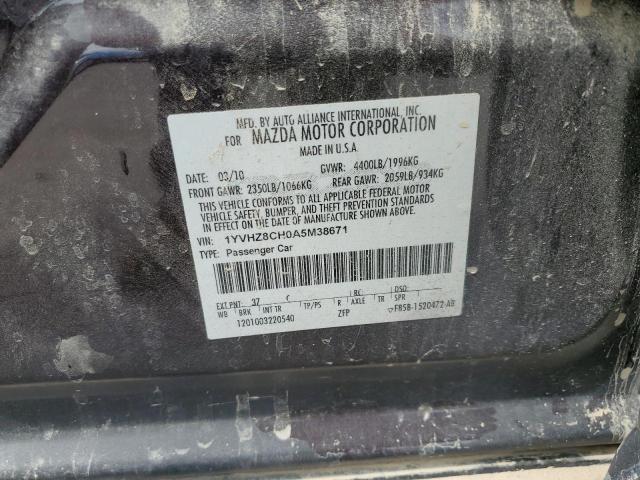 MFD. BY AUTO ALLIANCE INTERNATIONAL, INC.
FOR MAZDA MOTOR CORPORATION
MADE IN U.S.A.
DATE: 03/10 GVWR: 4400LB/1996KG
FRONT GAWR: 2350LB/1066KG REAR GAWR: 2059LB/934KG
THIS VEHICLE CONFORMS TO ALL APPLICABLE FEDERAL MOTOR
VEHICLE SAFETY, BUMPER, AND THEFT PREVENTION STANDARDS
IN EFFECT ON THE DATE OF MANUFACTURE SHOWN ABOVE.
VIN: 1YVHZ8CH0A5M38671
TYPE: Passenger Car
EXT PNT: 37 RC: DSO:
WB BRK INT TR TP/PS R AXLE TR SPR
1201003220540 ZFP F85B-1520472-AB